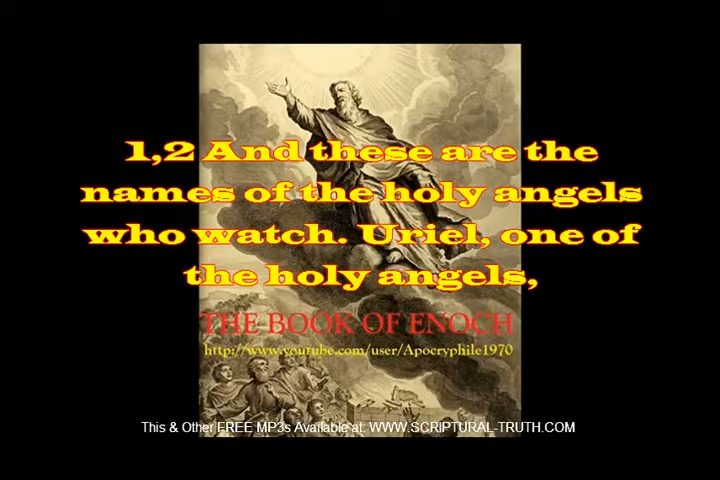 1,2 And these are the
names of the holy angels
who watch. Uriel, one of
the holy angels,
THE BOOK OF ENOCH
http://www.youtube.com/user/Apocryphile1970
This & Other FREE MP3s Available at: WWW.SCRIPTURAL-TRUTH.COM